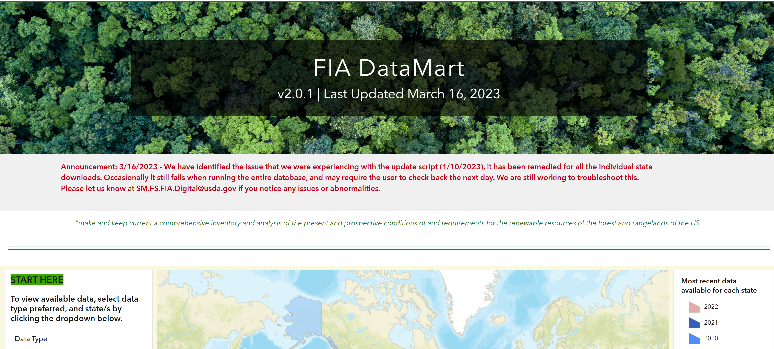 FIA DataMart
v2.0.1 | Last Updated March 16, 2023
Announcement: 3/16/2023 - We have identified the issue that we were experiencing with the update script (1/10/2023), it has been remedied for all the individual state
downloads. Occasionally it still fails when running the entire database, and may require the user to check back the next day. We are still working to troubleshoot this.
Please let us know at SM.FS.FIA.Digital@usda.gov if you notice any issues or abnormalities.
"make and keep current a comprehensive inventory and analysis of the present and prospective conditions of and requirements for the renewable resources of the forest and rangelands of the US
START HERE
To view available data, select data
type preferred, and state/s by
clicking the dropdown below.
Data Type
Most recent data
available for each state
2022
2021
2020